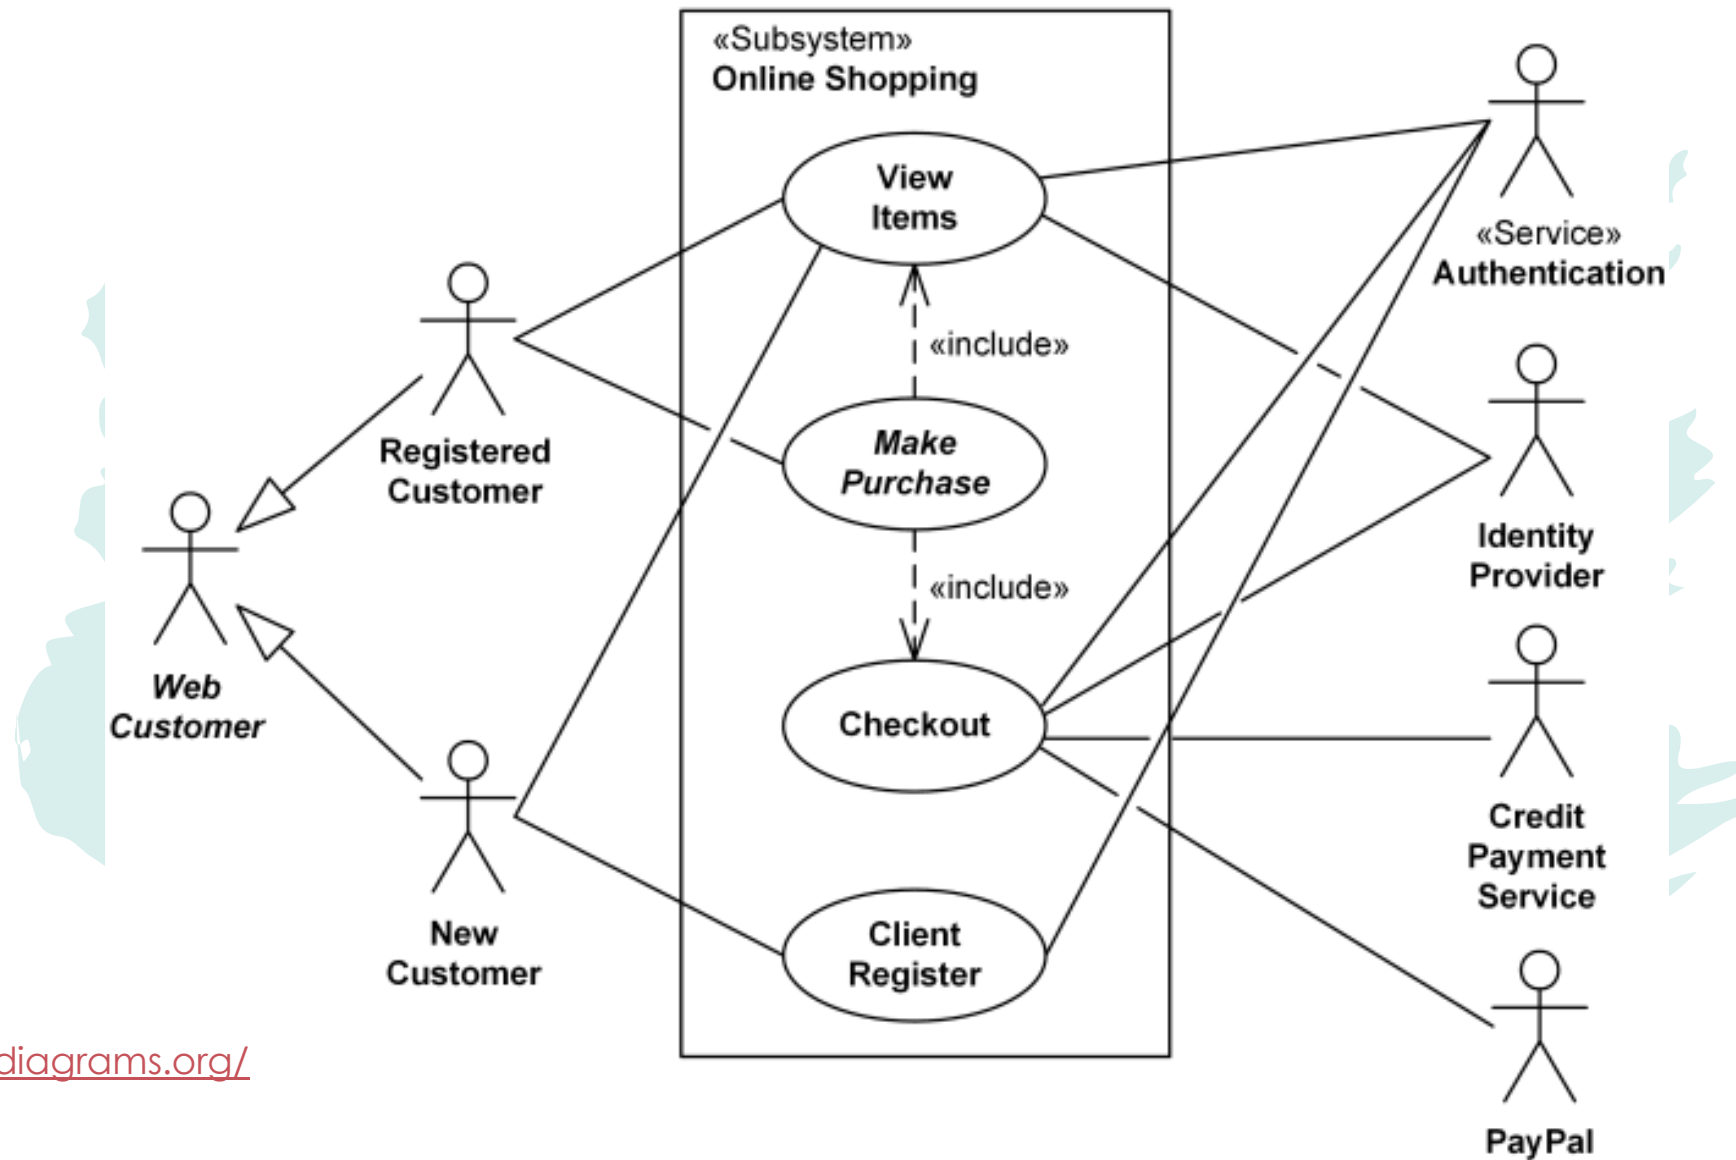 «Subsystem»
Online Shopping
View
Items
«include»
Make
Purchase
«include»
Checkout
Client
Register
Registered
Customer
Web
Customer
New
Customer
«Service»
Authentication
Identity
Provider
Credit
Payment
Service
PayPal
diagrams.org/